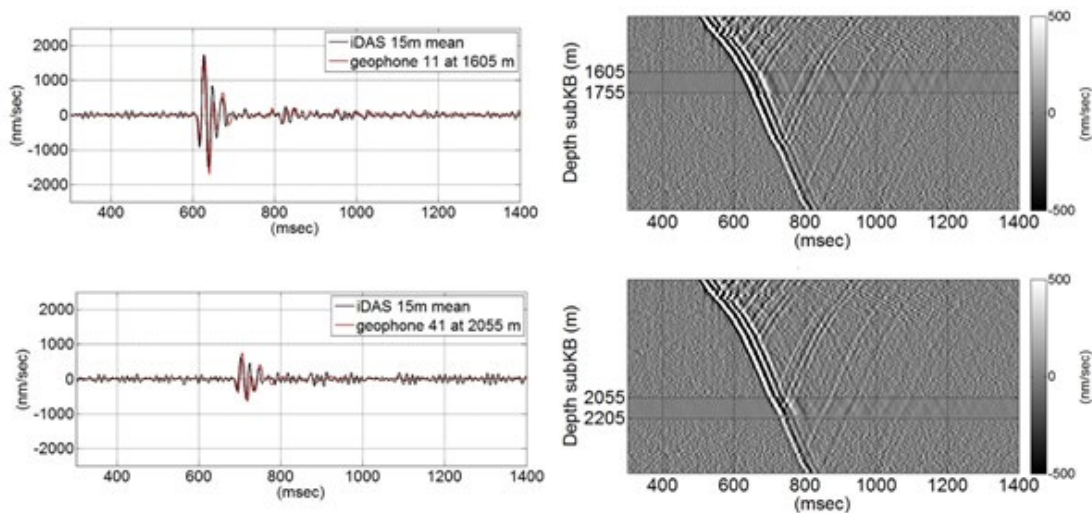 2000
1000
0
-1000
-2000
(nm/sec)
iDAS 15m mean
geophone 11 at 1605 m
400 600 800 1000 1200 1400
(msec)
Depth subKB (m)
1605
1755
400 600 800 1000 1200 1400
(msec)
500
0
-500
(nm/sec)
2000
1000
0
-1000
-2000
(nm/sec)
iDAS 15m mean
geophone 41 at 2055 m
400 600 800 1000 1200 1400
(msec)
Depth subKB (m)
2055
2205
400 600 800 1000 1200 1400
(msec)
500
0
-500
(nm/sec)